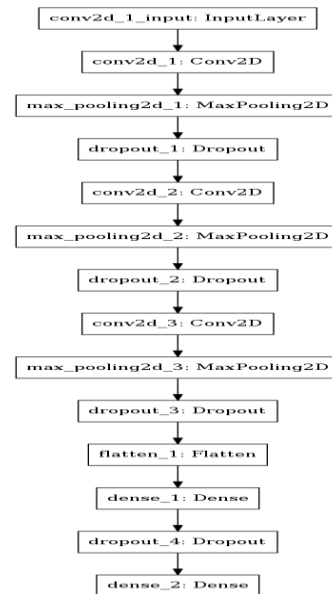 conv2d_1_input: InputLayer
conv2d_1: Conv2D
max_pooling2d_1: MaxPooling2D
dropout_1: Dropout
conv2d_2: Conv2D
max_pooling2d_2: MaxPooling2D
dropout_2: Dropout
conv2d_3: Conv2D
max_pooling2d_3: MaxPooling2D
dropout_3: Dropout
flatten_1: Flatten
dense_1: Dense
dropout_4: Dropout
dense_2: Dense